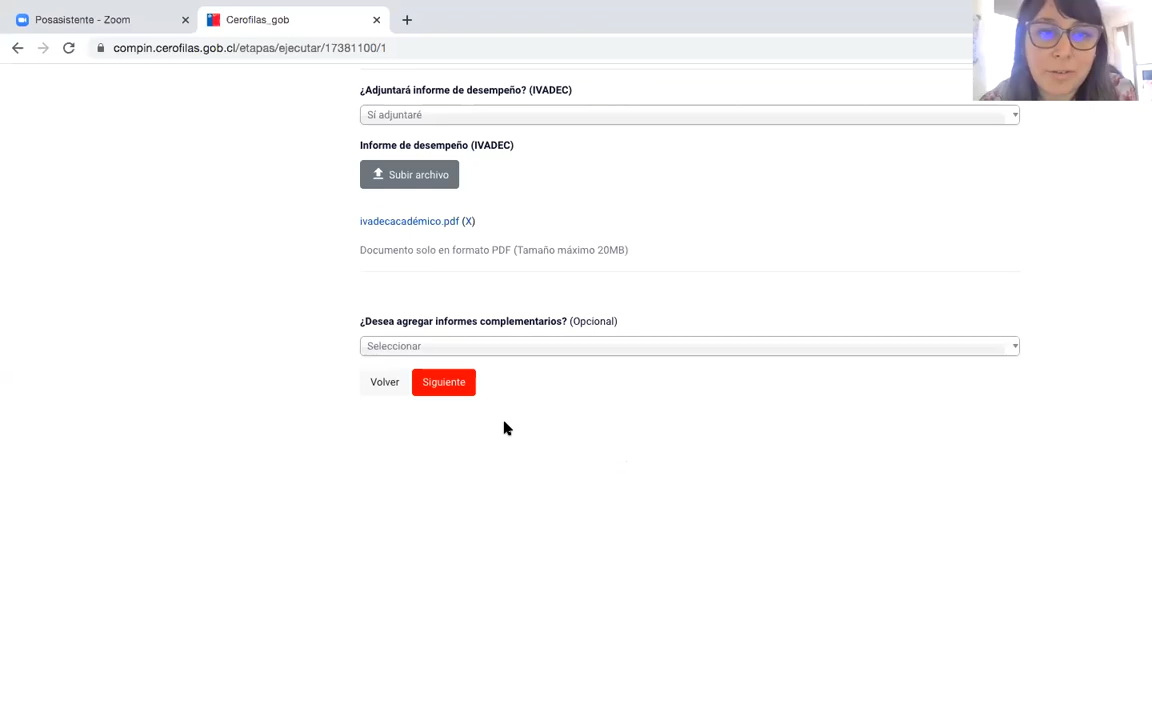 Posasistente - Zoom
Cerofilas_gob
compin.cerofilas.gob.cl/etapas/ejecutar/17381100/1
¿Adjuntará informe de desempeño? (IVADEC)
Sí adjuntaré
Informe de desempeño (IVADEC)
Subir archivo
ivadecacadémico.pdf (X)
Documento solo en formato PDF (Tamaño máximo 20MB)
¿Desea agregar informes complementarios? (Opcional)
Seleccionar
Volver Siguiente